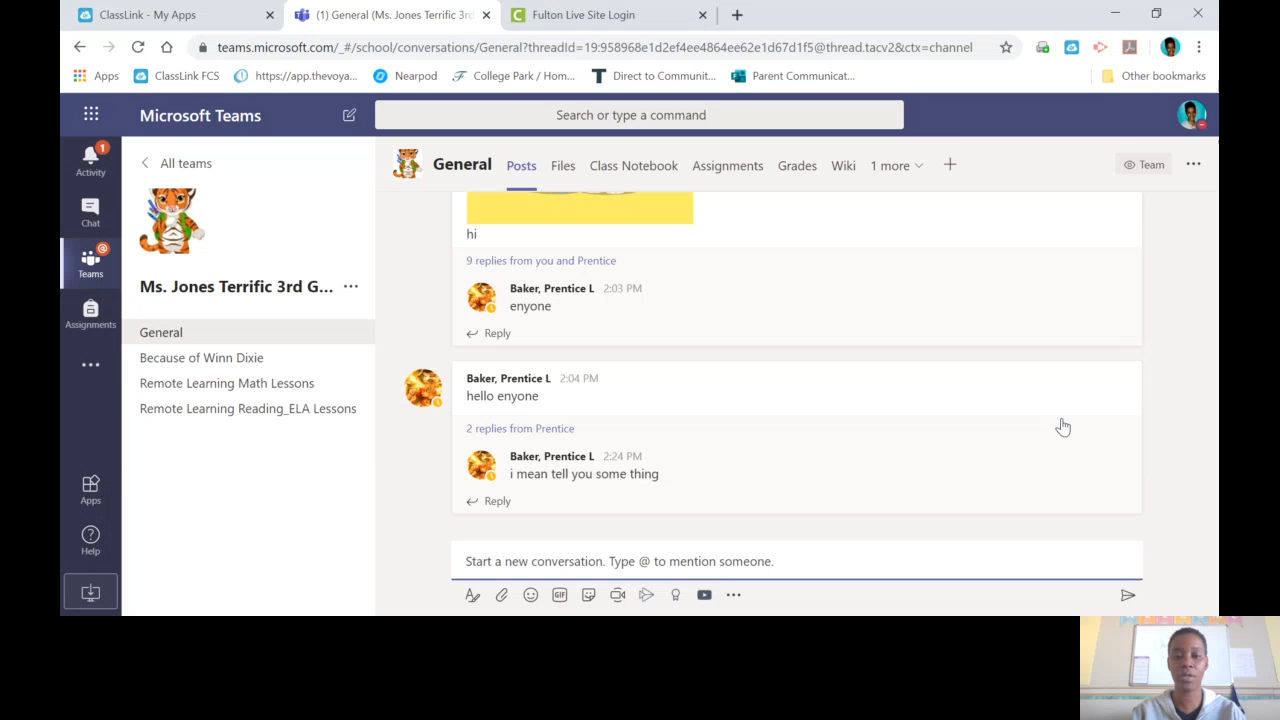 ClassLink - My Apps
(1) General (Ms. Jones Terrific 3rd
Fulton Live Site Login
teams.microsoft.com/_#/school/conversations/General?threadId=19:958968e1d2ef4ee4864ee62e1d67d1f5@thread.tacv2&ctx=channel
Apps
ClassLink FCS
https://app.thevoya...
Nearpod
College Park / Hom...
Direct to Communit...
Parent Communicat...
Other bookmarks
Microsoft Teams
Search or type a command
1
Activity
Chat
Teams
Assignments
Apps
Help
All teams
Ms. Jones Terrific 3rd G...
General
Because of Winn Dixie
Remote Learning Math Lessons
Remote Learning Reading_ELA Lessons
General
Posts
Files
Class Notebook
Assignments
Grades
Wiki
1 more
Team
hi
9 replies from you and Prentice
Baker, Prentice L 2:03 PM
enyone
Reply
Baker, Prentice L 2:04 PM
hello enyone
2 replies from Prentice
Baker, Prentice L 2:24 PM
i mean tell you some thing
Reply
Start a new conversation. Type @ to mention someone.
GIF